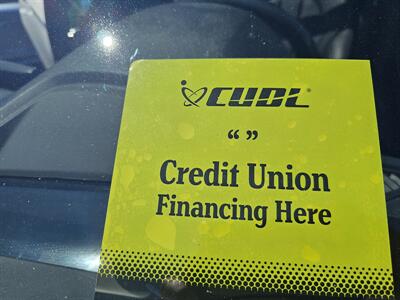 CUDL®
“ ”
Credit Union
Financing Here